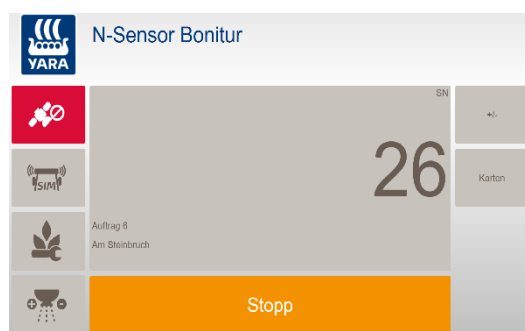 YARA
N-Sensor Bonitur
SN
+/-
SIM
26
Karten
Auftrag 6
Am Steinbruch
Stopp